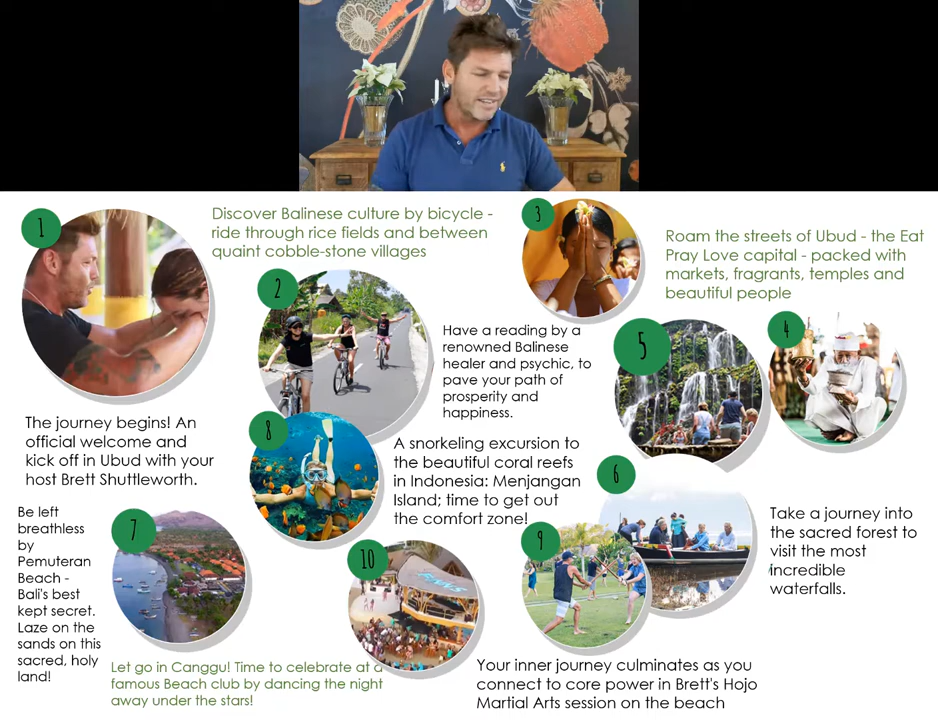 1
The journey begins! An
official welcome and
kick off in Ubud with your
host Brett Shuttleworth.
Discover Balinese culture by bicycle -
ride through rice fields and between
quaint cobble-stone villages
2
3
Roam the streets of Ubud - the Eat
Pray Love capital - packed with
markets, fragrants, temples and
beautiful people
Have a reading by a
renowned Balinese
healer and psychic, to
pave your path of
prosperity and
happiness.
4
5
Take a journey into
the sacred forest to
visit the most
incredible
waterfalls.
6
Be left
breathless
by
Pemuteran
Beach -
Bali's best
kept secret.
Laze on the
sands on this
sacred, holy
land!
7
8
A snorkeling excursion to
the beautiful coral reefs
in Indonesia: Menjangan
Island; time to get out
the comfort zone!
9
Your inner journey culminates as you
connect to core power in Brett's Hojo
Martial Arts session on the beach
10
Let go in Canggu! Time to celebrate at a
famous Beach club by dancing the night
away under the stars!